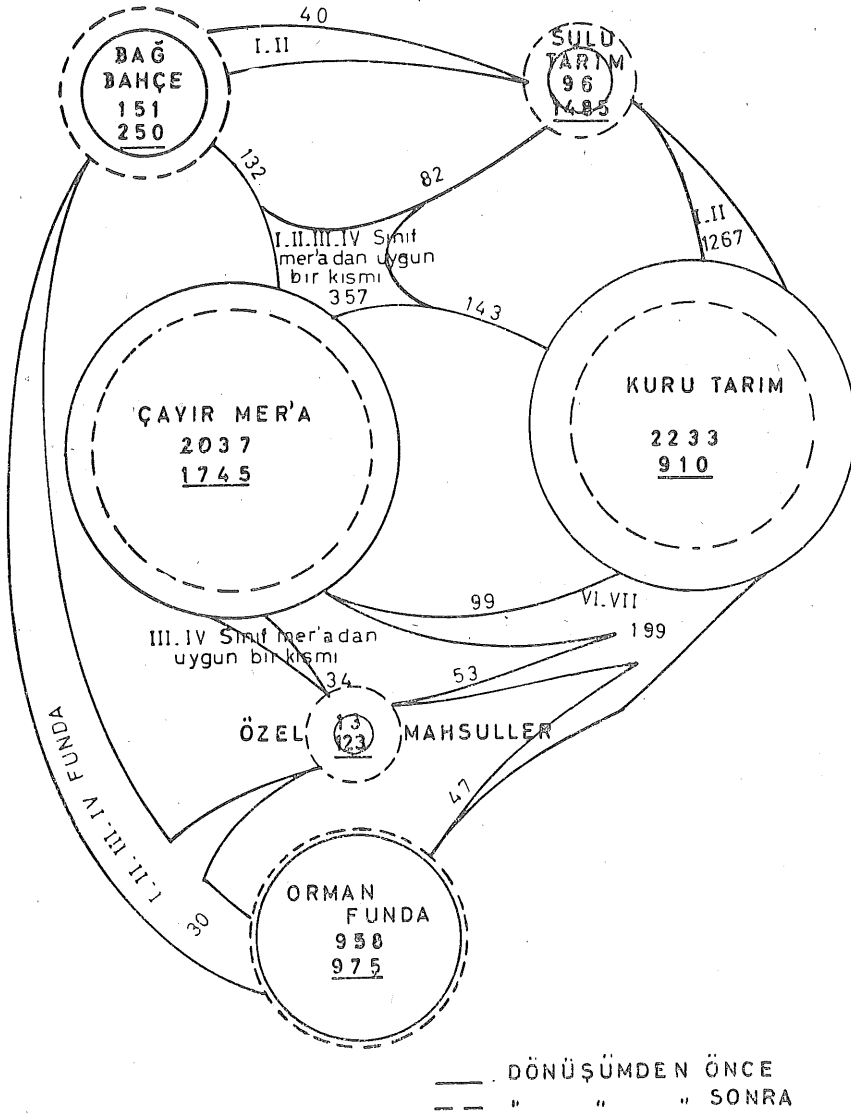 40
I.II
BAĞ
BAHÇE
151
250
SULU
TARIM
96
1485
132
82
I.II
1267
I.II.III.IV Sınıf
mer'adan uygun
bir kısmı
357
143
ÇAYIR MER'A
2037
1745
KURU TARIM
2233
910
99
VI.VII
199
III.IV Sınıf mer'adan
uygun bir kısmı
34
53
ÖZEL
13
123
MAHSULLER
47
I.II.III.IV FUNDA
30
ORMAN
FUNDA
958
975
DÖNÜŞÜMDEN ÖNCE
" " " SONRA